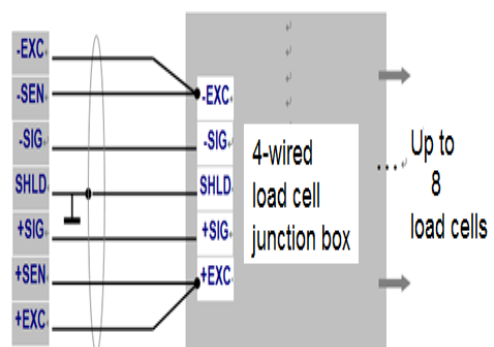 -EXC
-SEN
-SIG
SHLD
+SIG
+SEN
+EXC
-EXC
-SIG
SHLD
+SIG
+EXC
4-wired
load cell
junction box
... Up to
8
load cells